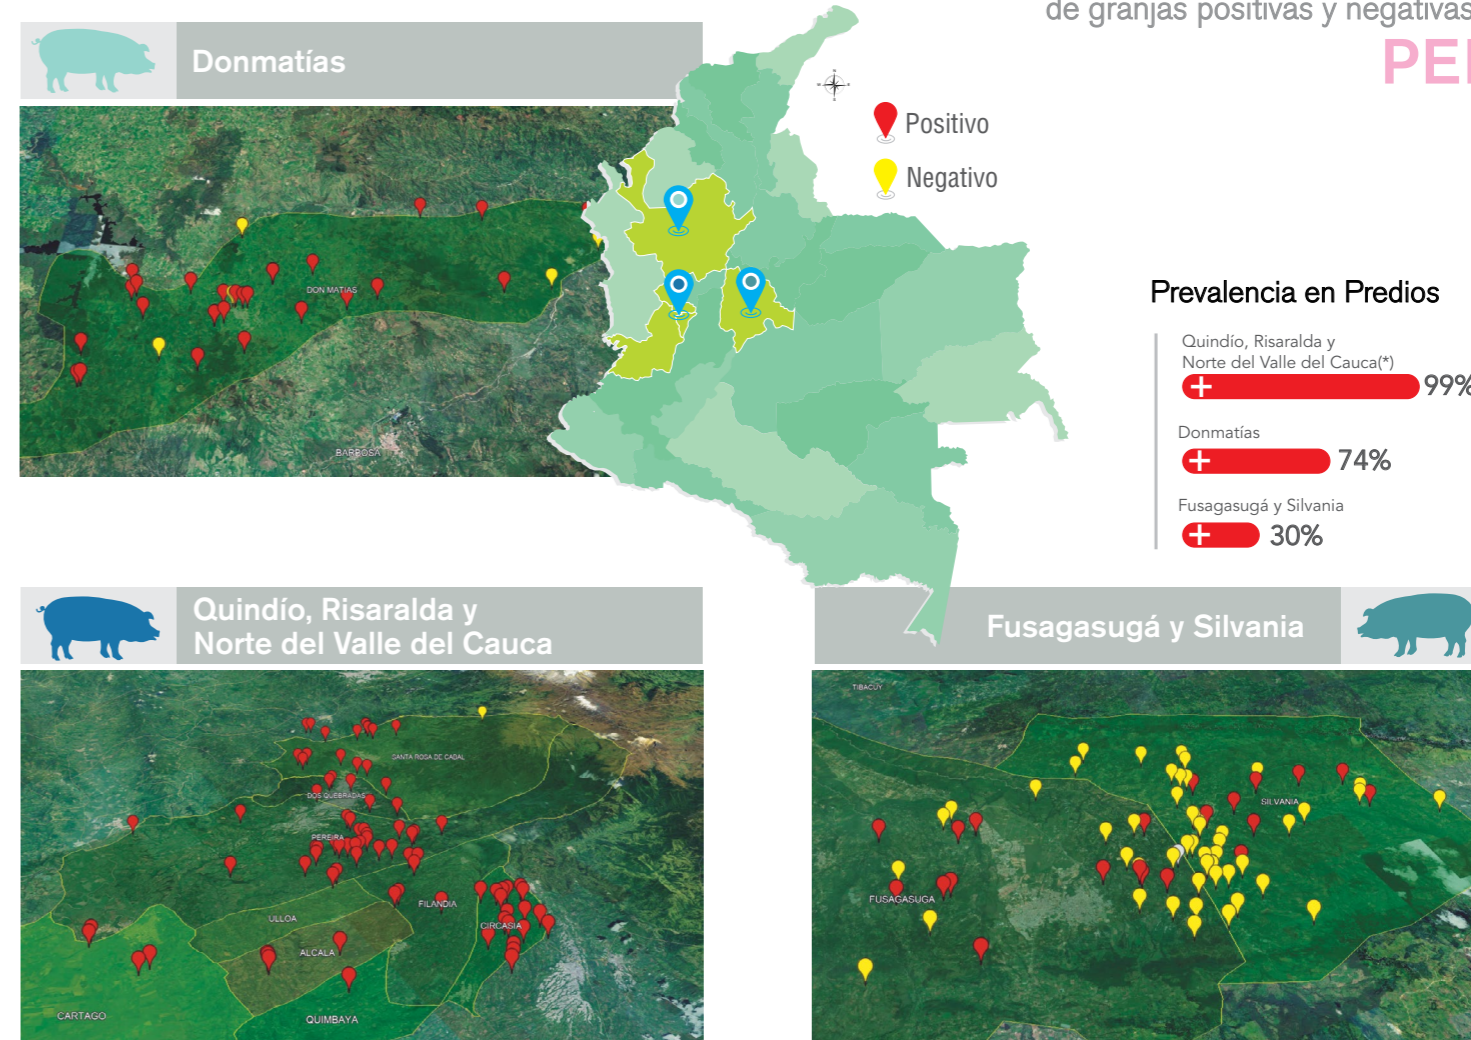 de granjas positivas y negativas
PE
Donmatías
Positivo
Negativo
DON MATIAS
BARBOSA
Prevalencia en Predios
Quindío, Risaralda y
Norte del Valle del Cauca(*)
99%
Donmatías
74%
Fusagasugá y Silvania
30%
Quindío, Risaralda y
Norte del Valle del Cauca
SANTA ROSA DE CABAL
DOS QUEBRADAS
PEREIRA
ULLOA
FILANDIA
CIRCASIA
ALCALA
CARTAGO
QUIMBAYA
Fusagasugá y Silvania
TIBACUY
SILVANIA
FUSAGASUGA